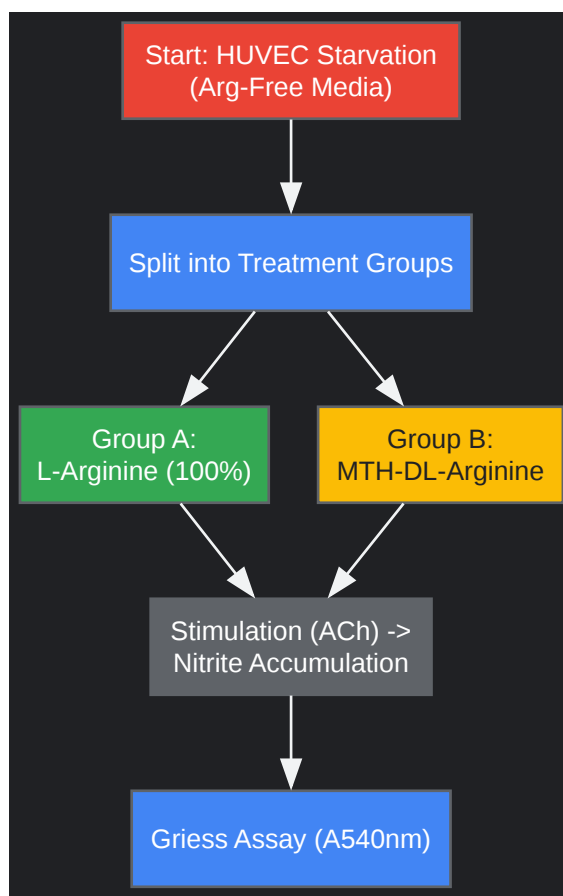 Start: HUVEC Starvation
(Arg-Free Media)
Split into Treatment Groups
Group A:
L-Arginine (100%)
Group B:
MTH-DL-Arginine
Stimulation (ACh) ->
Nitrite Accumulation
Griess Assay (A540nm)